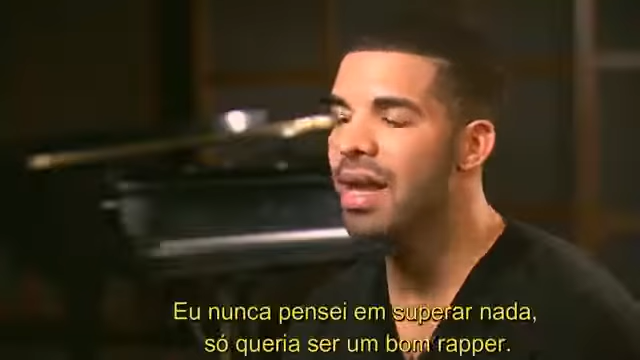 Eu nunca pensei em superar nada,
só queria ser um bom rapper.